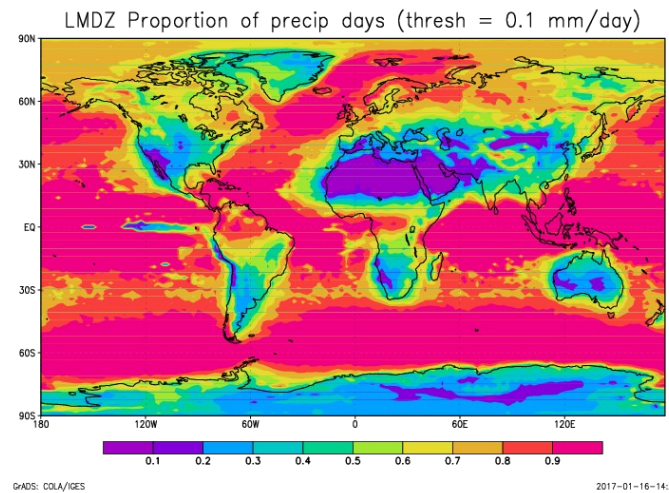 LMDZ Proportion of precip days (thresh = 0.1 mm/day)
90N
60N
30N
EQ
30S
60S
90S
180 120W 60W 0 60E 120E
0.1 0.2 0.3 0.4 0.5 0.6 0.7 0.8 0.9
GrADS: COLA/IGES 2017-01-16-14: